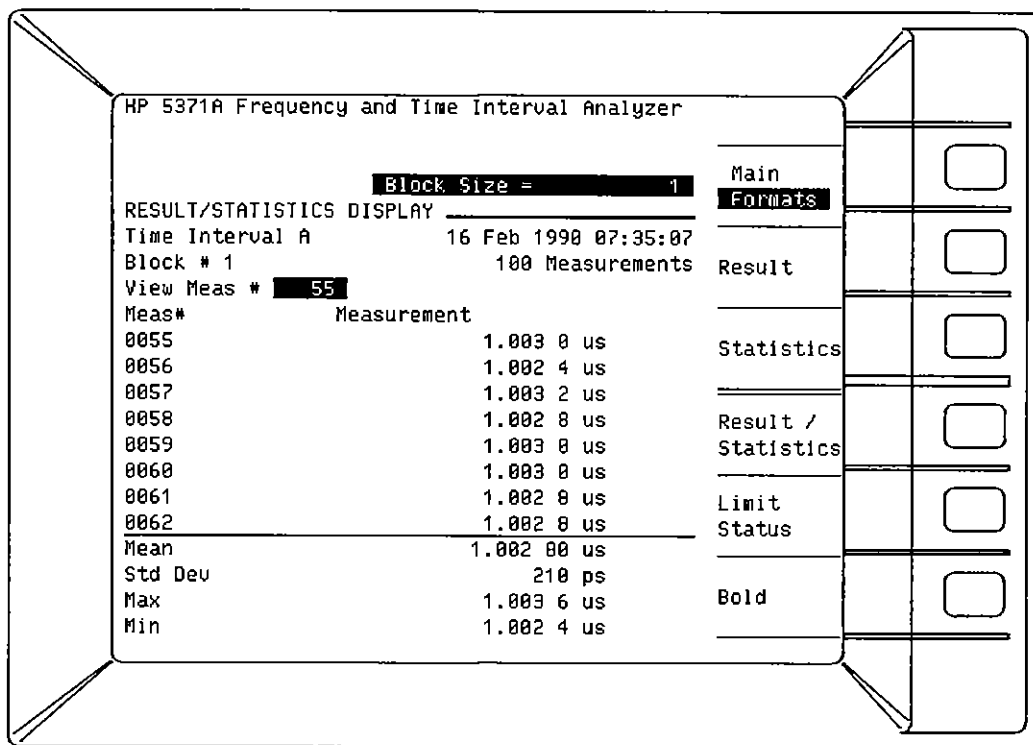 HP 5371A Frequency and Time Interval Analyzer
Block Size = 1
RESULT/STATISTICS DISPLAY
Time Interval A 16 Feb 1990 07:35:07
Block # 1 100 Measurements
View Meas # 55
Meas# Measurement
0055 1.003 0 us
0056 1.002 4 us
0057 1.003 2 us
0058 1.002 8 us
0059 1.003 0 us
0060 1.003 0 us
0061 1.002 8 us
0062 1.002 8 us
Mean 1.002 80 us
Std Dev 210 ps
Max 1.003 6 us
Min 1.002 4 us
Main
Formats
Result
Statistics
Result /
Statistics
Limit
Status
Bold